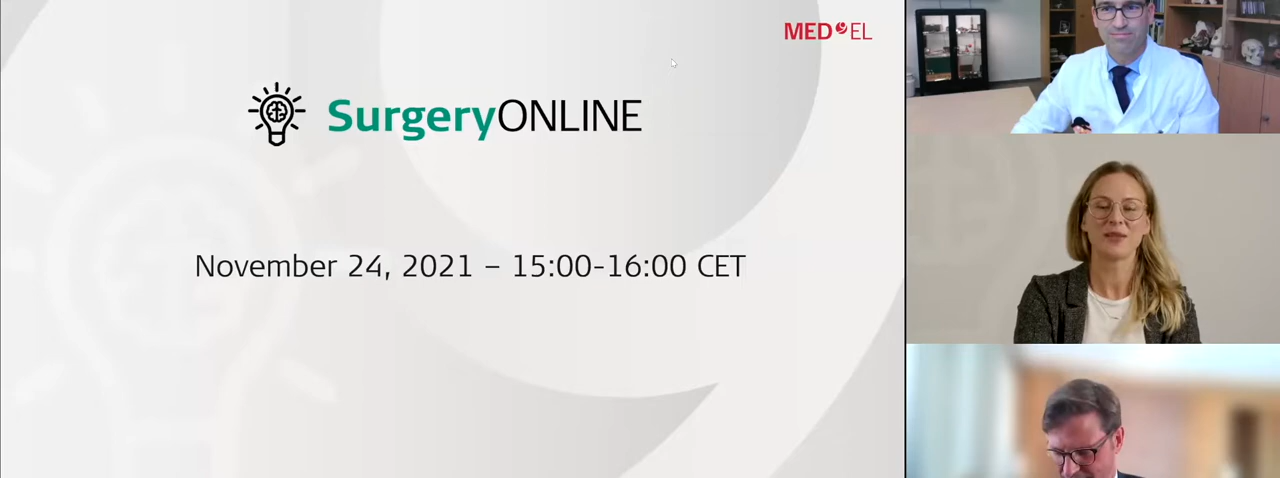 MED EL
SurgeryONLINE
November 24, 2021 – 15:00-16:00 CET